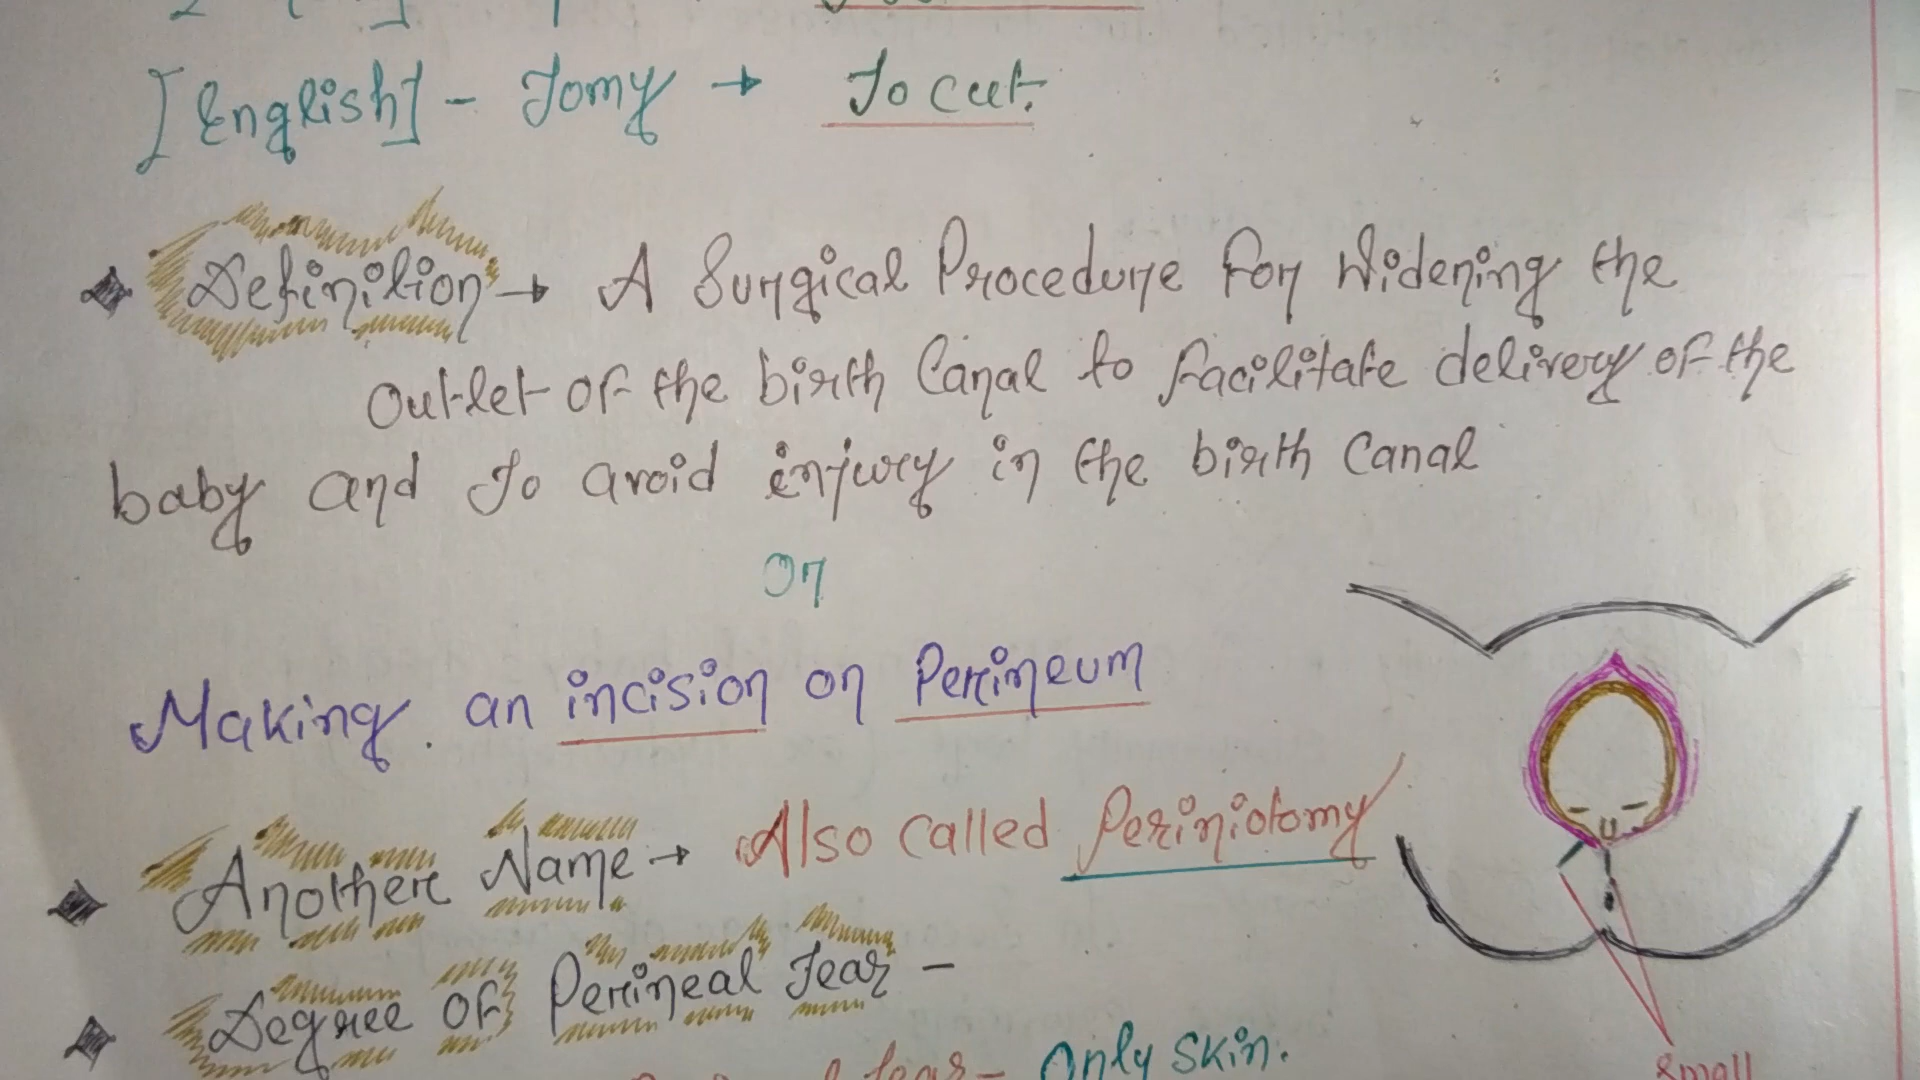 [English] - Tomy → To cut.
Definition → A Surgical Procedure for Widening the
Outlet of the birth Canal to facilitate delivery of the
baby and To avoid injury in the birth Canal
or
Making an incision on Perineum
Another Name → Also called Periniotomy
Degree of Perineal Tear -
tear - Only Skin.
Small